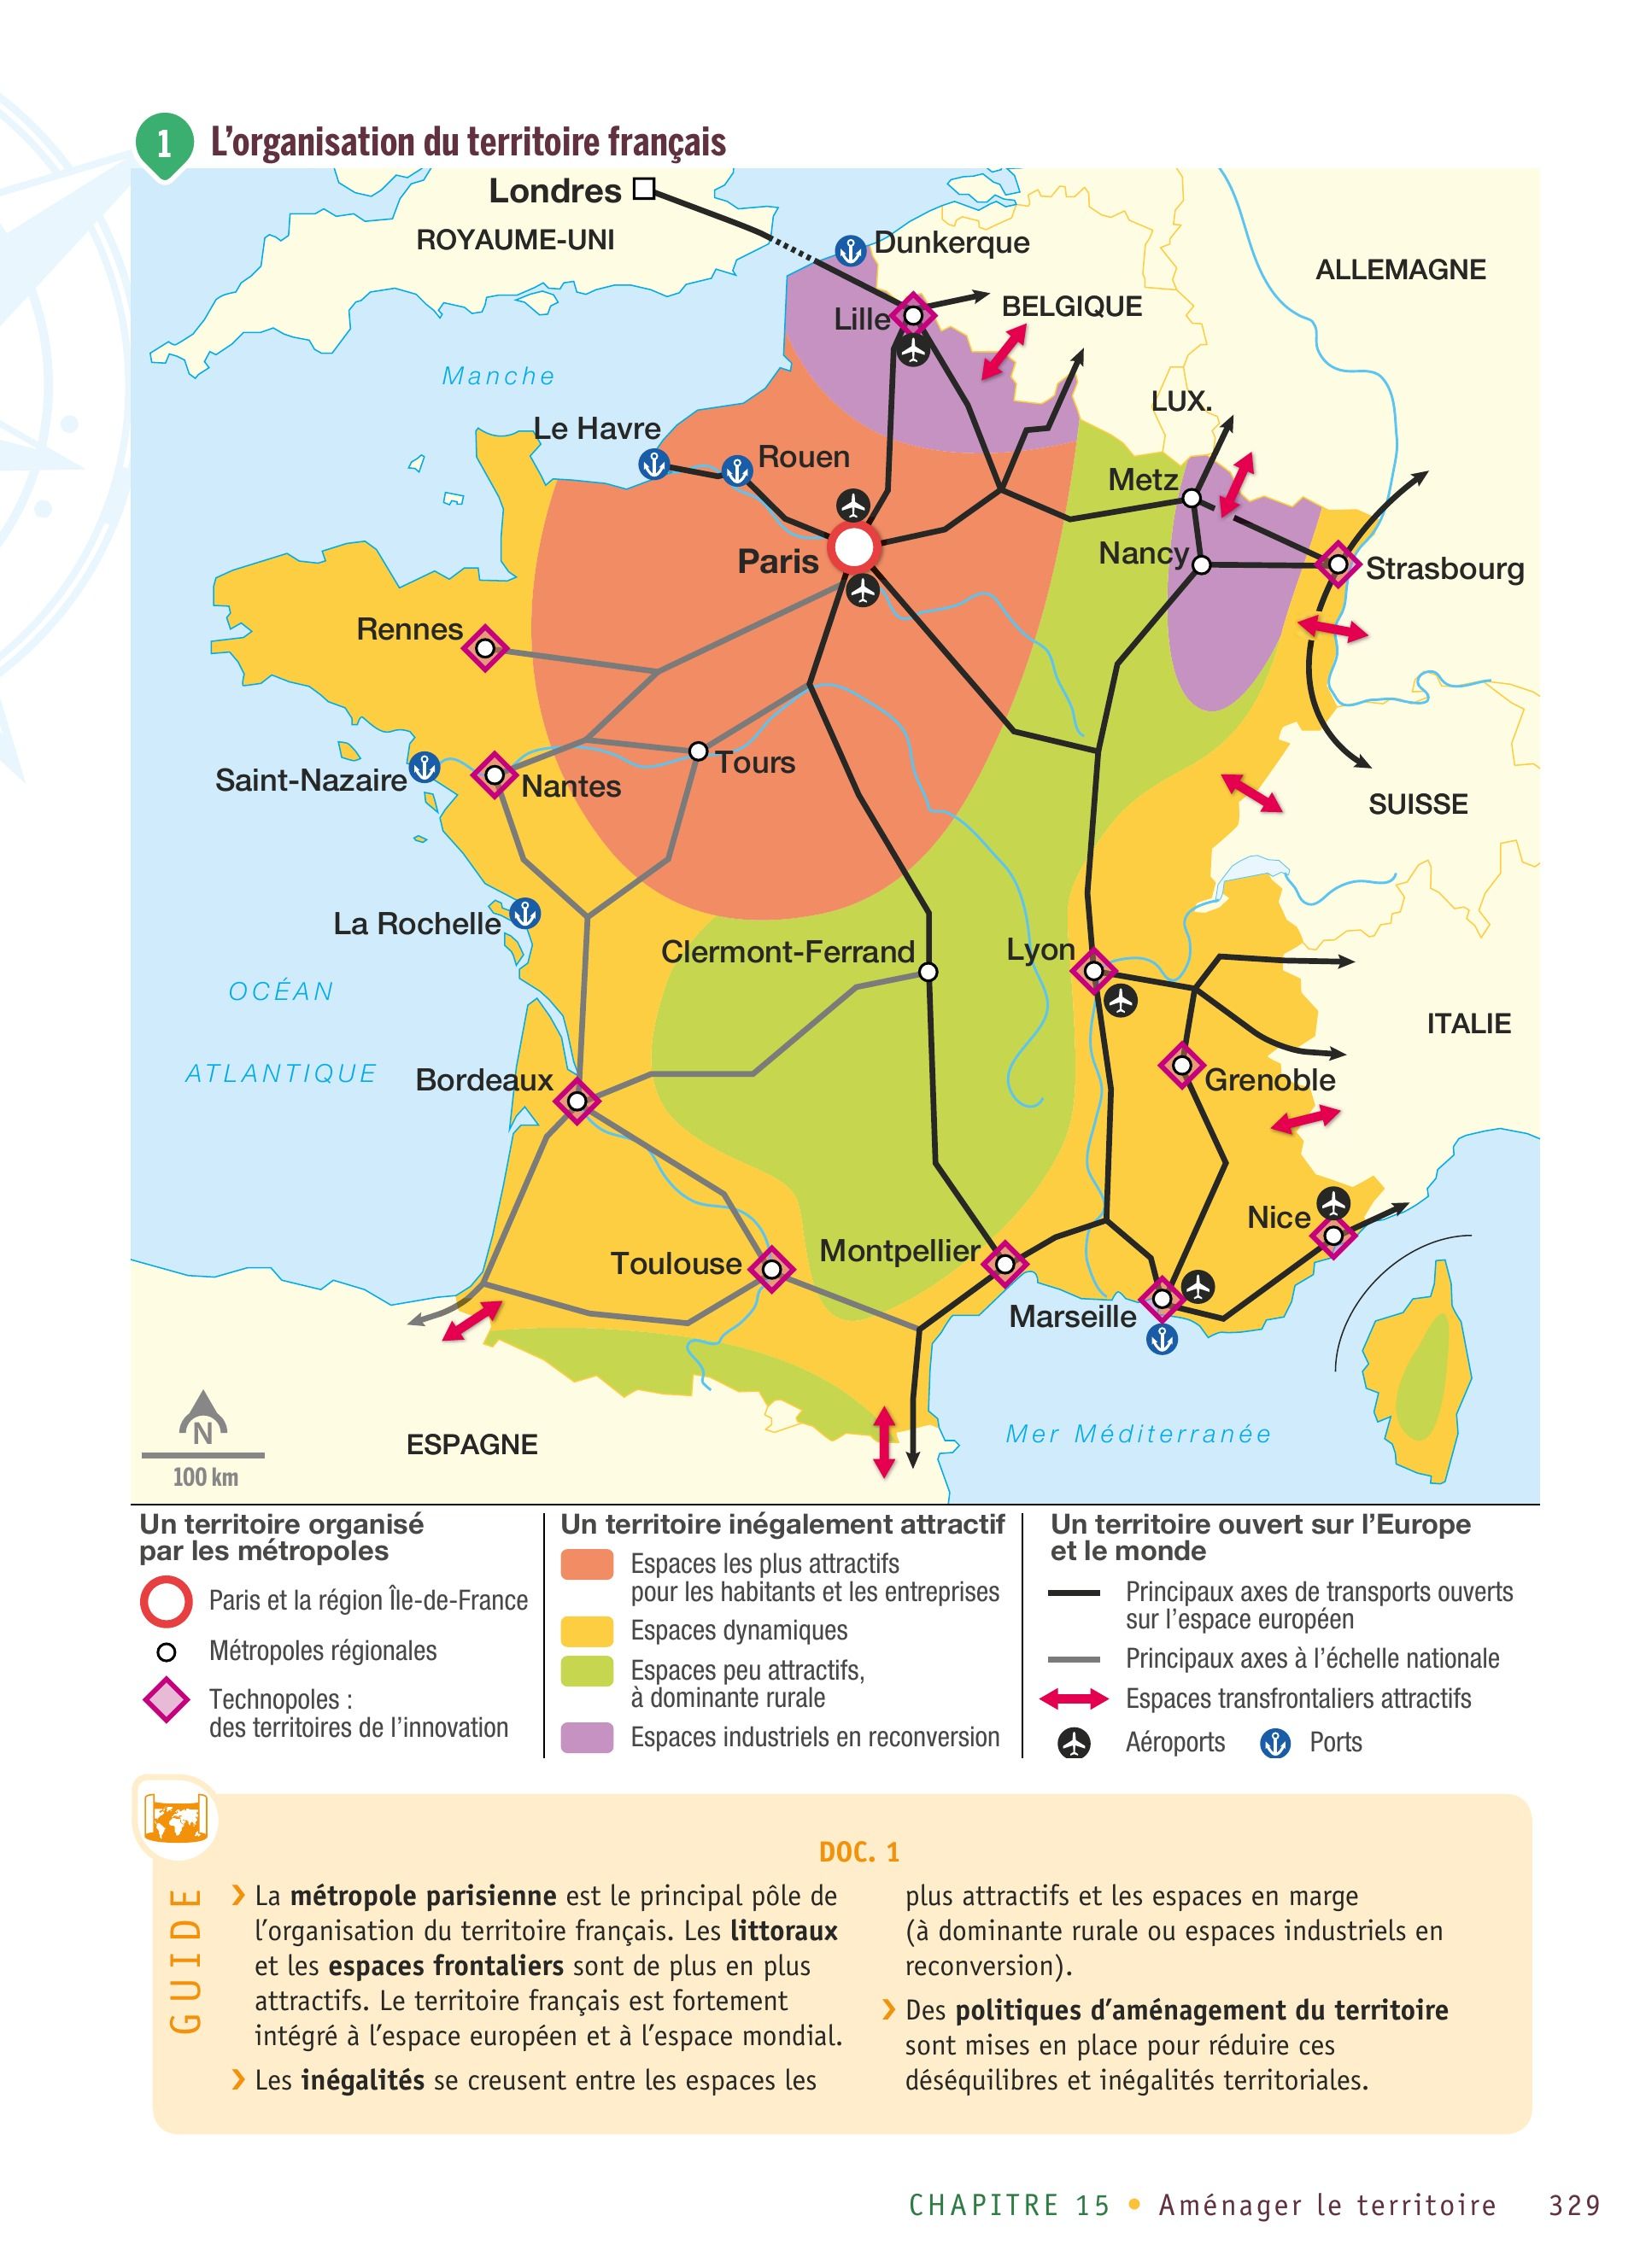 1 L'organisation du territoire français
Londres
ROYAUME-UNI
Dunkerque
ALLEMAGNE
BELGIQUE
Lille
Manche
LUX.
Le Havre
Rouen
Metz
Paris
Nancy
Strasbourg
Rennes
Tours
Saint-Nazaire
Nantes
SUISSE
La Rochelle
Clermont-Ferrand
Lyon
OCÉAN
ATLANTIQUE
ITALIE
Bordeaux
Grenoble
Nice
Toulouse
Montpellier
Marseille
N
100 km
ESPAGNE
Mer Méditerranée
Un territoire organisé
par les métropoles
Paris et la région Île-de-France
Métropoles régionales
Technopoles :
des territoires de l'innovation
Un territoire inégalement attractif
Espaces les plus attractifs
pour les habitants et les entreprises
Espaces dynamiques
Espaces peu attractifs,
à dominante rurale
Espaces industriels en reconversion
Un territoire ouvert sur l'Europe
et le monde
Principaux axes de transports ouverts
sur l'espace européen
Principaux axes à l'échelle nationale
Espaces transfrontaliers attractifs
Aéroports
Ports
GUIDE
DOC. 1
› La métropole parisienne est le principal pôle de
l'organisation du territoire français. Les littoraux
et les espaces frontaliers sont de plus en plus
attractifs. Le territoire français est fortement
intégré à l'espace européen et à l'espace mondial.
› Les inégalités se creusent entre les espaces les
plus attractifs et les espaces en marge
(à dominante rurale ou espaces industriels en
reconversion).
› Des politiques d'aménagement du territoire
sont mises en place pour réduire ces
déséquilibres et inégalités territoriales.
CHAPITRE 15 • Aménager le territoire 329